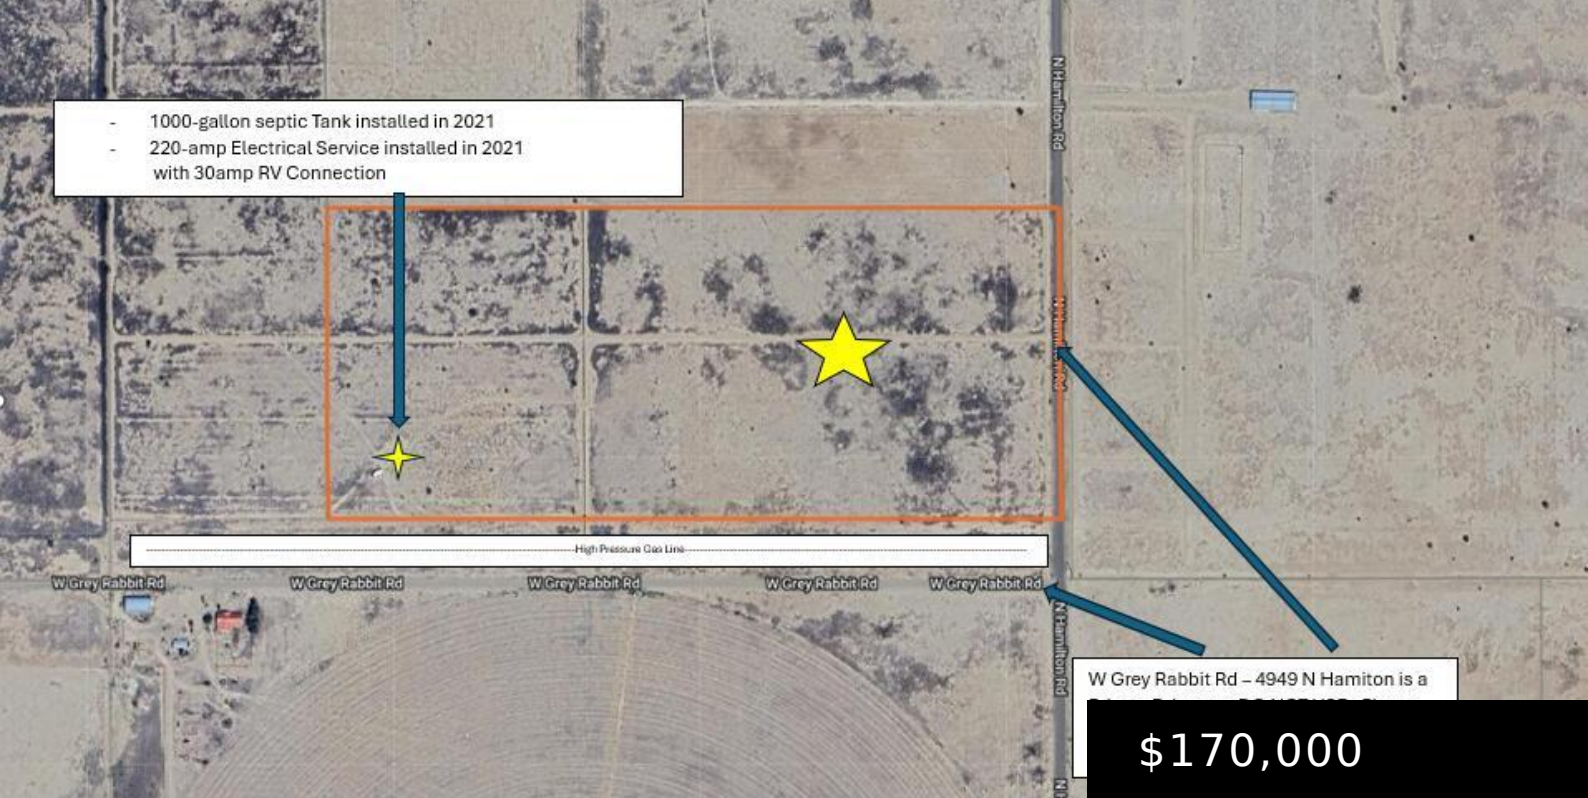 N Hamilton Rd
- 1000-gallon septic Tank installed in 2021
- 220-amp Electrical Service installed in 2021
with 30amp RV Connection
N Hamilton Rd
High Pressure Gas Line
W Grey Rabbit Rd
W Grey Rabbit Rd
W Grey Rabbit Rd
W Grey Rabbit Rd
W Grey Rabbit Rd
N Hamilton Rd
W Grey Rabbit Rd – 4949 N Hamiton is a
$170,000